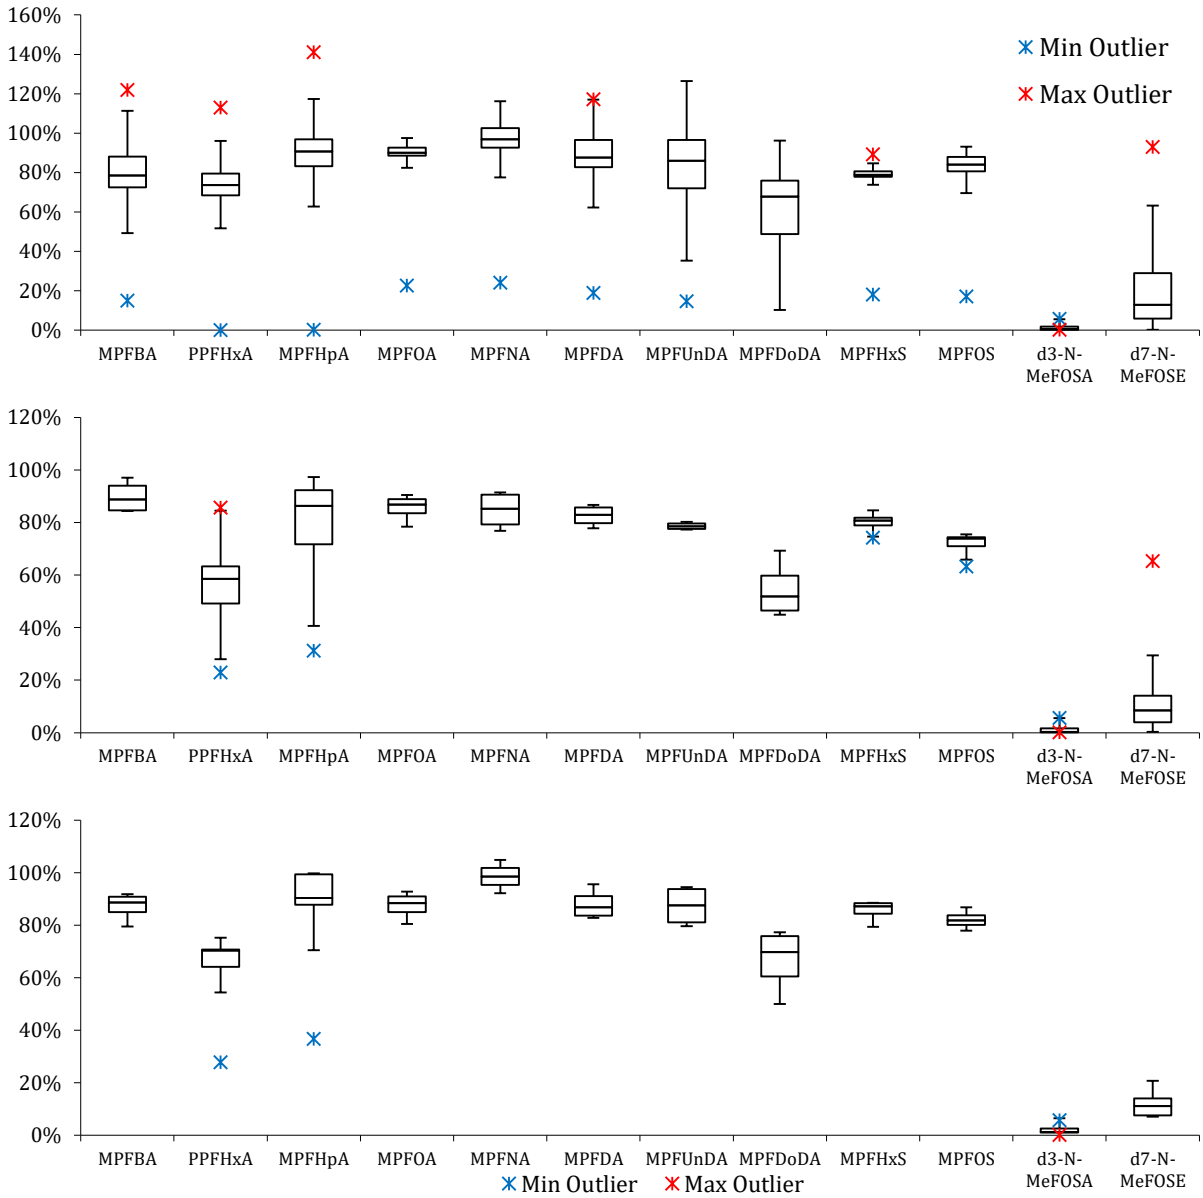 160%
140%
120%
100%
80%
60%
40%
20%
0%
Min Outlier
Max Outlier
MPFBA PPFHxA MPFHpA MPFOA MPFNA MPFDA MPFUnDA MPFDoDA MPFHxS MPFOS d3-N- d7-N-
MeFOSA MeFOSE
120%
100%
80%
60%
40%
20%
0%
MPFBA PPFHxA MPFHpA MPFOA MPFNA MPFDA MPFUnDA MPFDoDA MPFHxS MPFOS d3-N- d7-N-
MeFOSA MeFOSE
120%
100%
80%
60%
40%
20%
0%
MPFBA PPFHxA MPFHpA MPFOA MPFNA MPFDA MPFUnDA MPFDoDA MPFHxS MPFOS d3-N- d7-N-
MeFOSA MeFOSE
Min Outlier Max Outlier